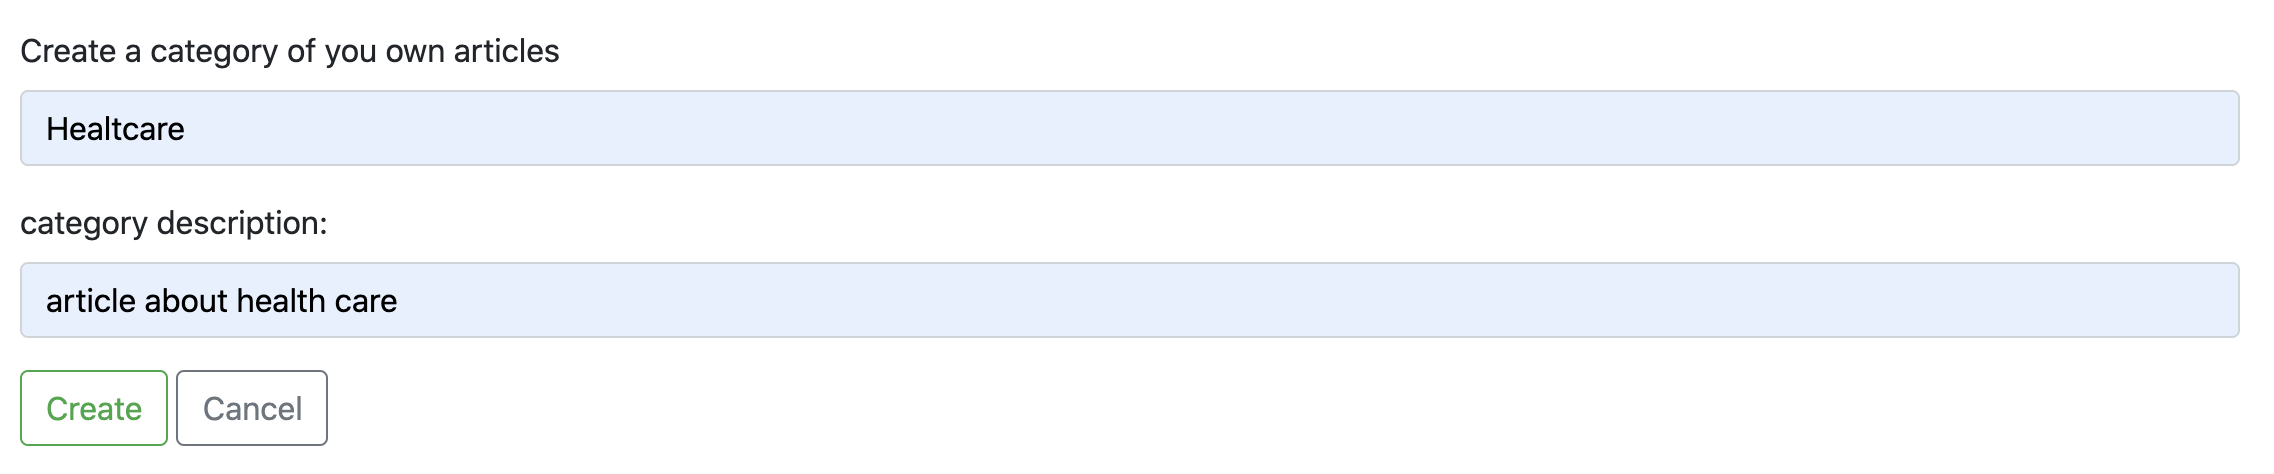 Create a category of you own articles
Healtcare
category description:
article about health care
Create Cancel